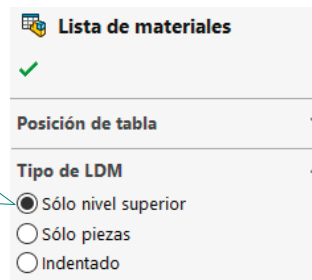 Lista de materiales
Posición de tabla
Tipo de LDM
Sólo nivel superior
Sólo piezas
Indentado